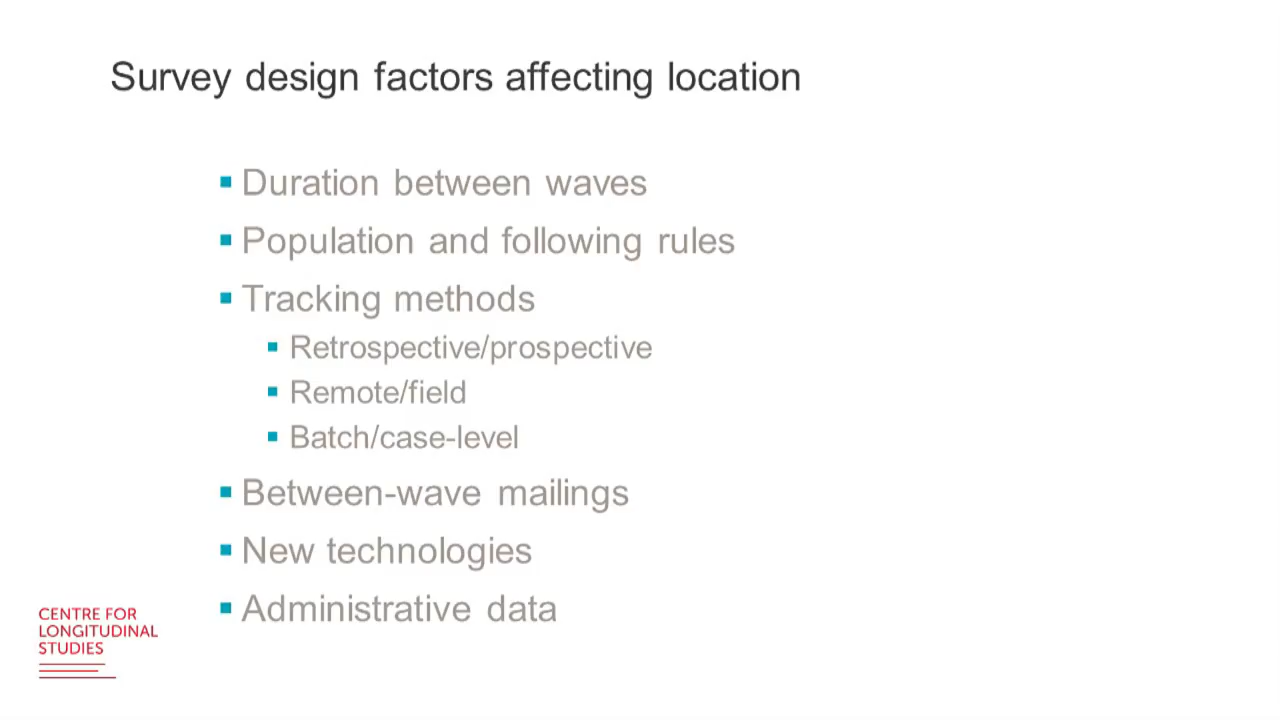 Survey design factors affecting location
Duration between waves
Population and following rules
Tracking methods
Retrospective/prospective
Remote/field
Batch/case-level
Between-wave mailings
New technologies
Administrative data
CENTRE FOR
LONGITUDINAL
STUDIES